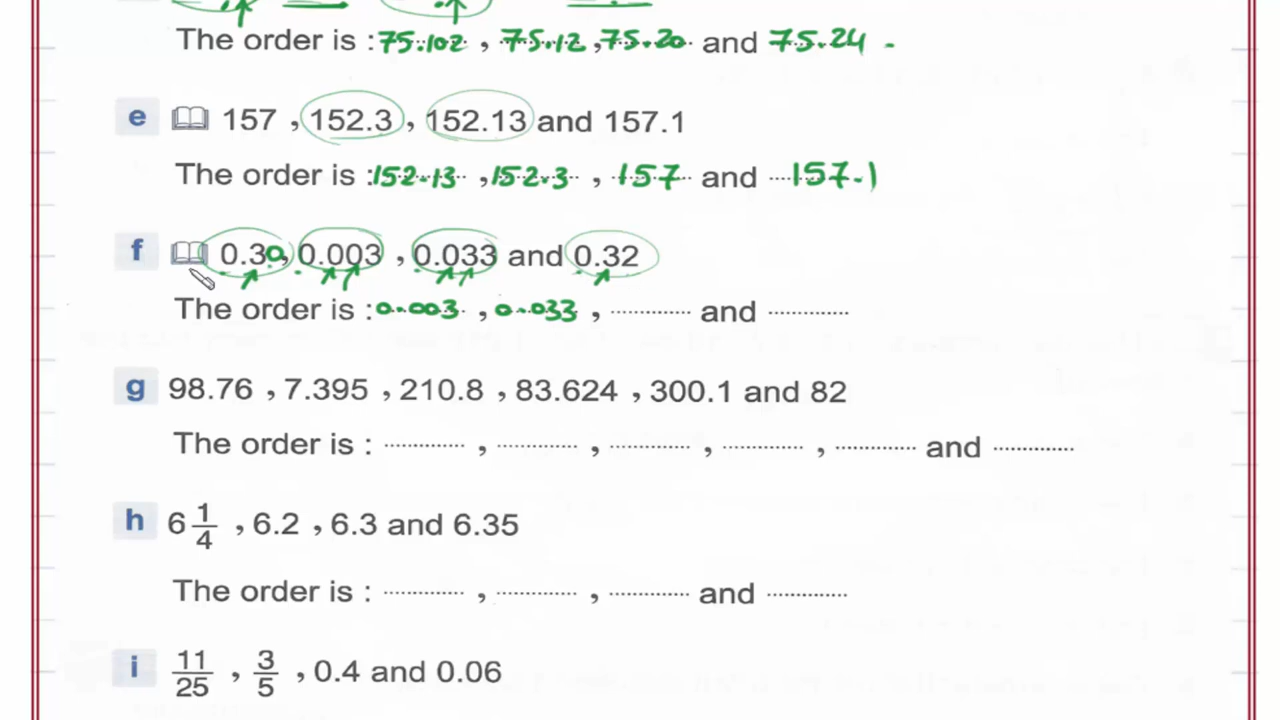 The order is : 75.102 , 75.12 , 75.20 and 75.24 .
e 157 , 152.3 , 152.13 and 157.1
The order is : 152.13 , 152.3 , 157 and 157.1
f 0.30 , 0.003 , 0.033 and 0.32
The order is : 0.003 , 0.033 , ............ and ............
g 98.76 , 7.395 , 210.8 , 83.624 , 300.1 and 82
The order is : ............ , ............ , ............ , ............ , ............ and ............
h 6 1/4 , 6.2 , 6.3 and 6.35
The order is : ............ , ............ , ............ and ............
i 11/25 , 3/5 , 0.4 and 0.06